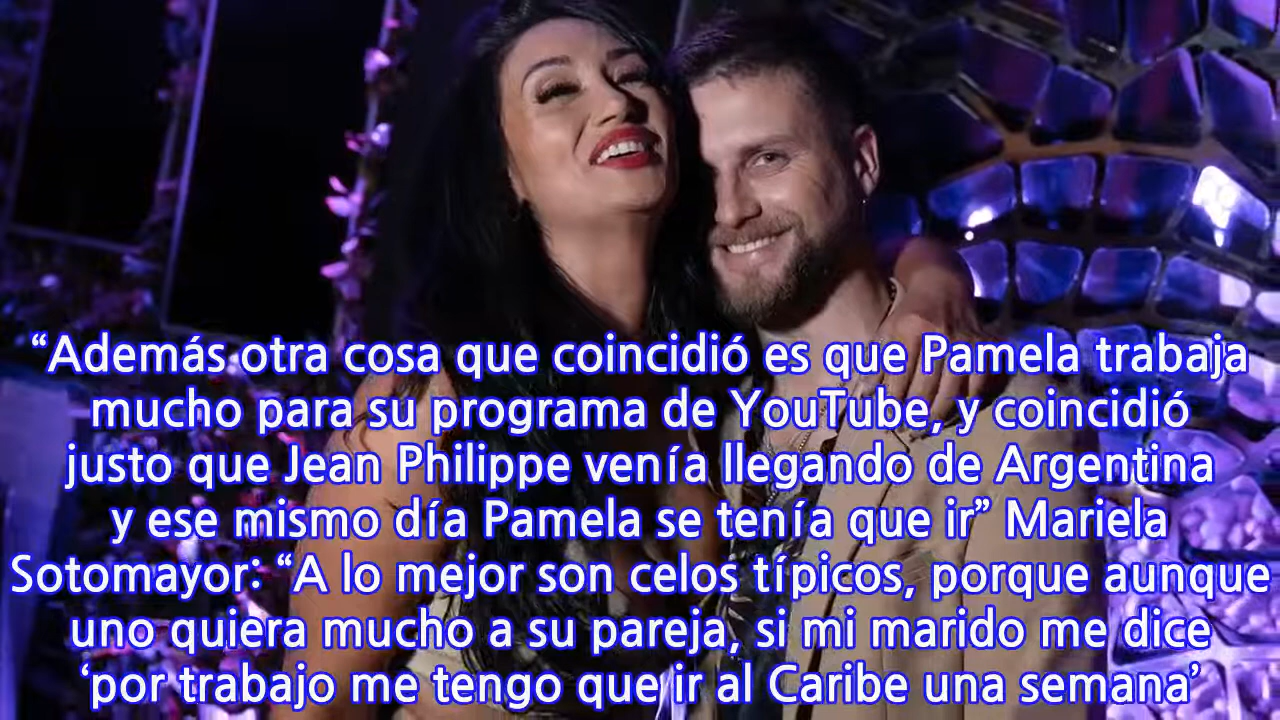 “Además otra cosa que coincidió es que Pamela trabaja
mucho para su programa de YouTube, y coincidió
justo que Jean Philippe venía llegando de Argentina
y ese mismo día Pamela se tenía que ir” Mariela
Sotomayor: “A lo mejor son celos típicos, porque aunque
uno quiera mucho a su pareja, si mi marido me dice
‘por trabajo me tengo que ir al Caribe una semana’